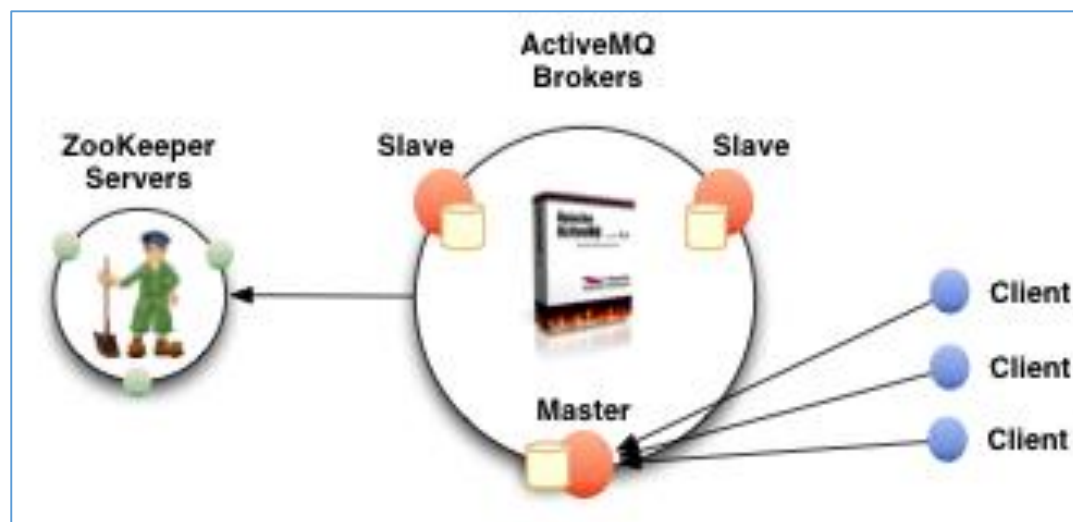 ActiveMQ
Brokers
ZooKeeper
Servers
Slave
Slave
Client
Client
Master
Client